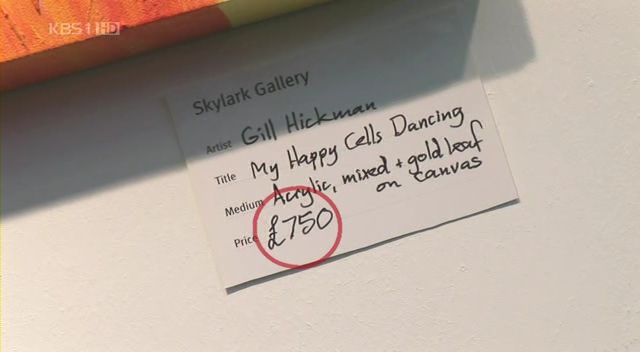 KBS1HD
Skylark Gallery
Artist Gill Hickman
Title My Happy Cells Dancing
Medium Acrylic, mixed + gold leaf
on canvas
Price £750